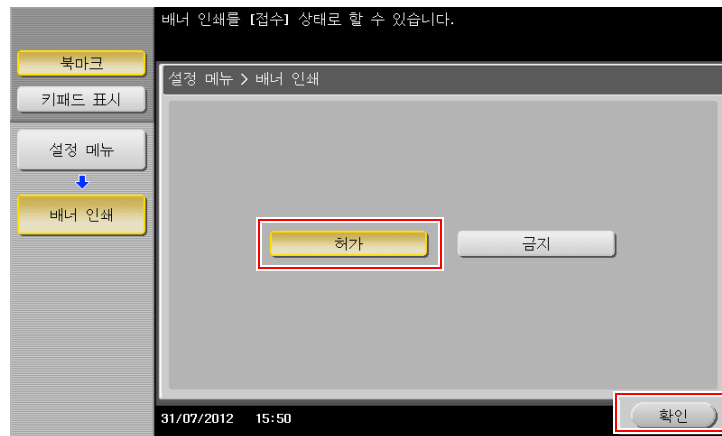 배너 인쇄를 [접수] 상태로 할 수 있습니다.
북마크
키패드 표시
설정 메뉴
배너 인쇄
설정 메뉴 > 배너 인쇄
허가
금지
31/07/2012 15:50
확인